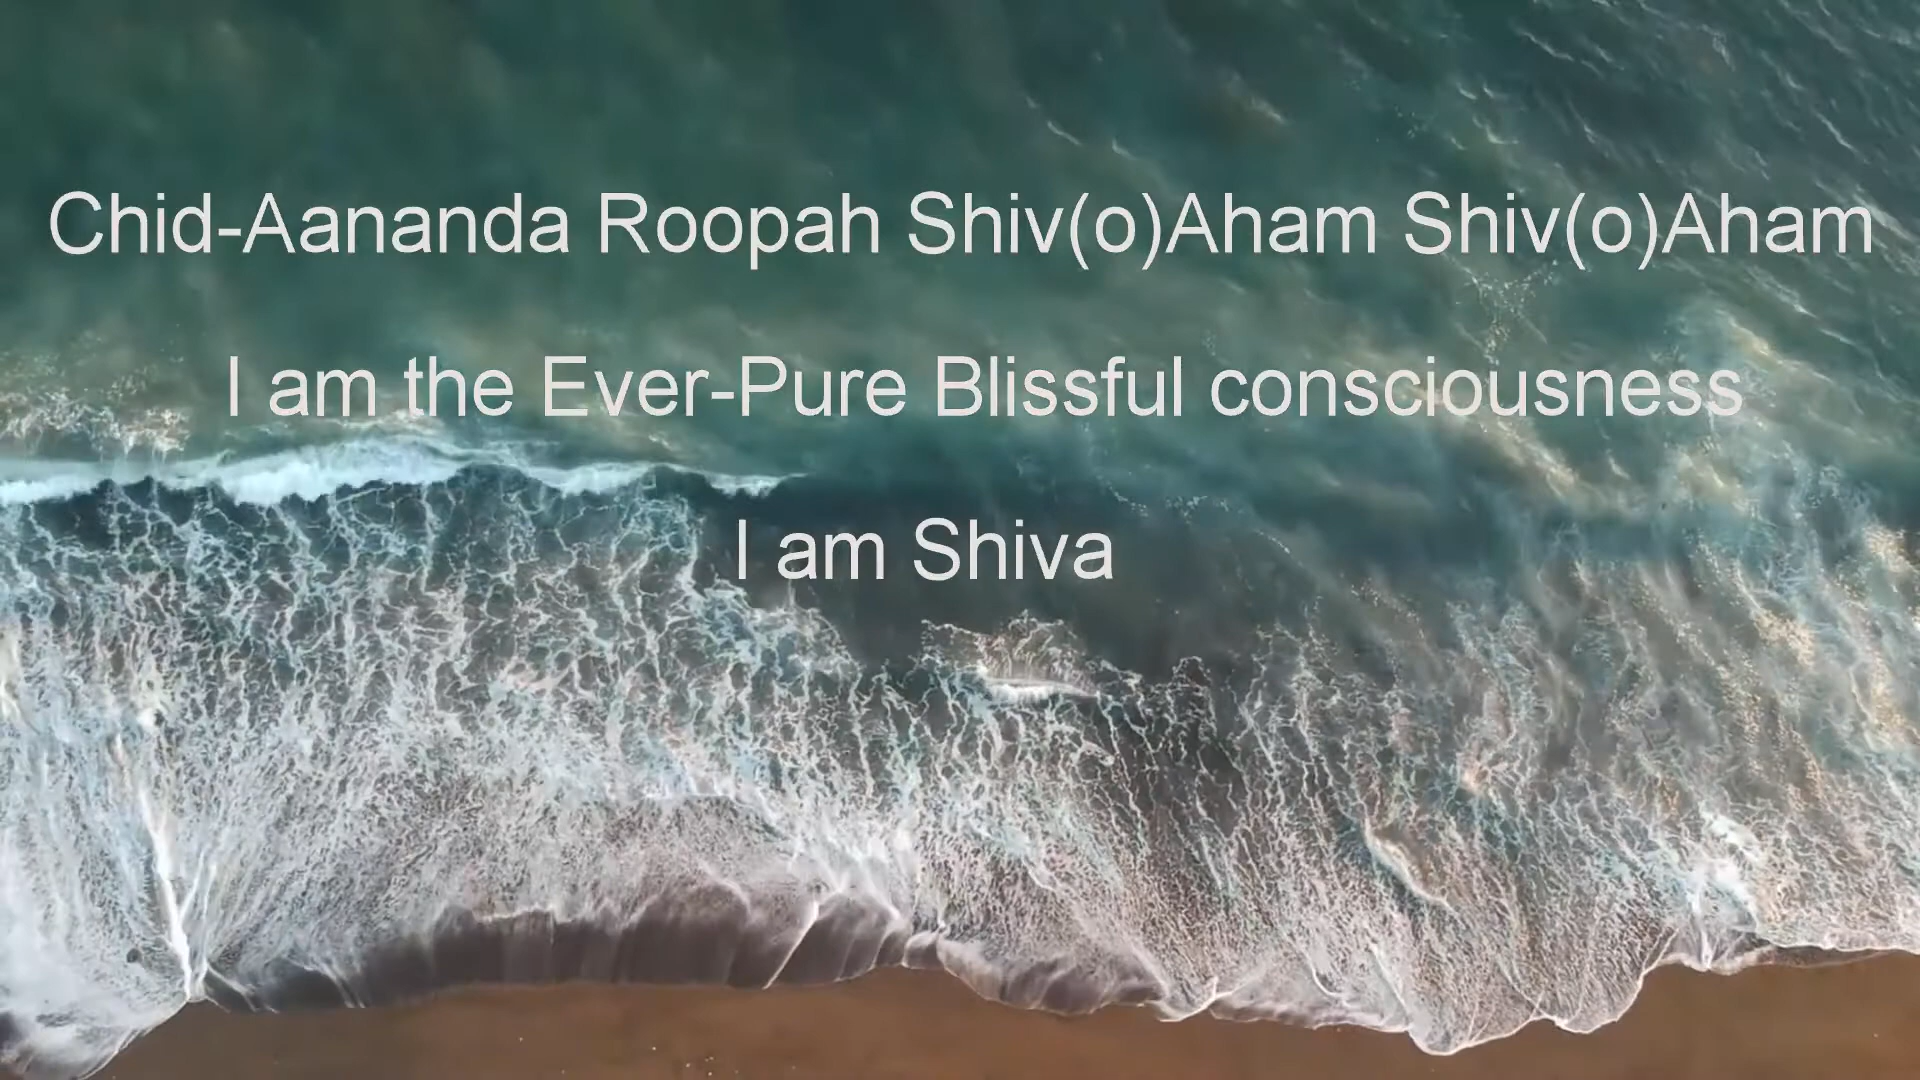 Chid-Aananda Roopah Shiv(o)Aham Shiv(o)Aham
I am the Ever-Pure Blissful consciousness
I am Shiva